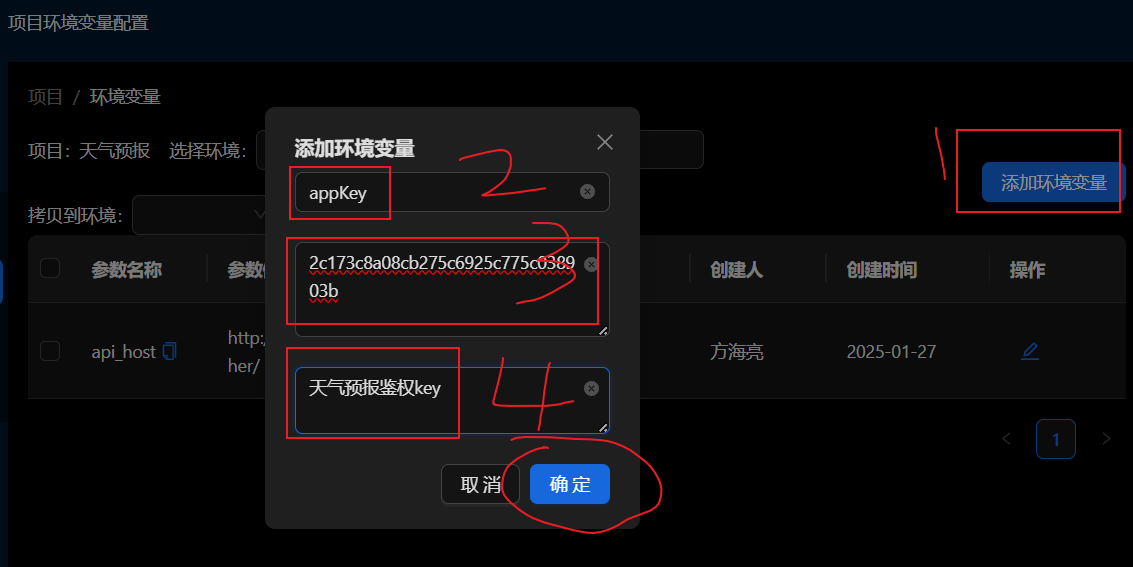 项目环境变量配置
项目 / 环境变量
项目: 天气预报 选择环境:
添加环境变量
拷贝到环境:
参数名称 参数 创建人 创建时间 操作
api_host http:/ 方海亮 2025-01-27
her/
添加环境变量
appKey
2c173c8a08cb275c6925c775c0389
03b
天气预报鉴权key
取消 确定
1
1
2
3
4